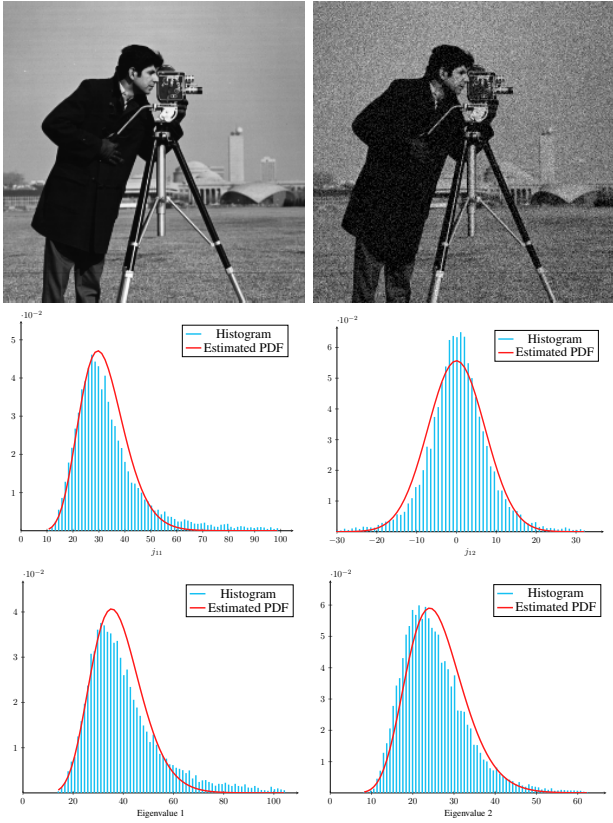 ·10⁻²
Histogram
Estimated PDF
5
4
3
2
1
0 10 20 30 40 50 60 70 80 90 100
j₁₁
·10⁻²
Histogram
Estimated PDF
6
5
4
3
2
1
−30 −20 −10 0 10 20 30
j₁₂
·10⁻²
Histogram
Estimated PDF
4
3
2
1
0 20 40 60 80 100
Eigenvalue 1
·10⁻²
Histogram
Estimated PDF
6
5
4
3
2
1
0 10 20 30 40 50 60
Eigenvalue 2